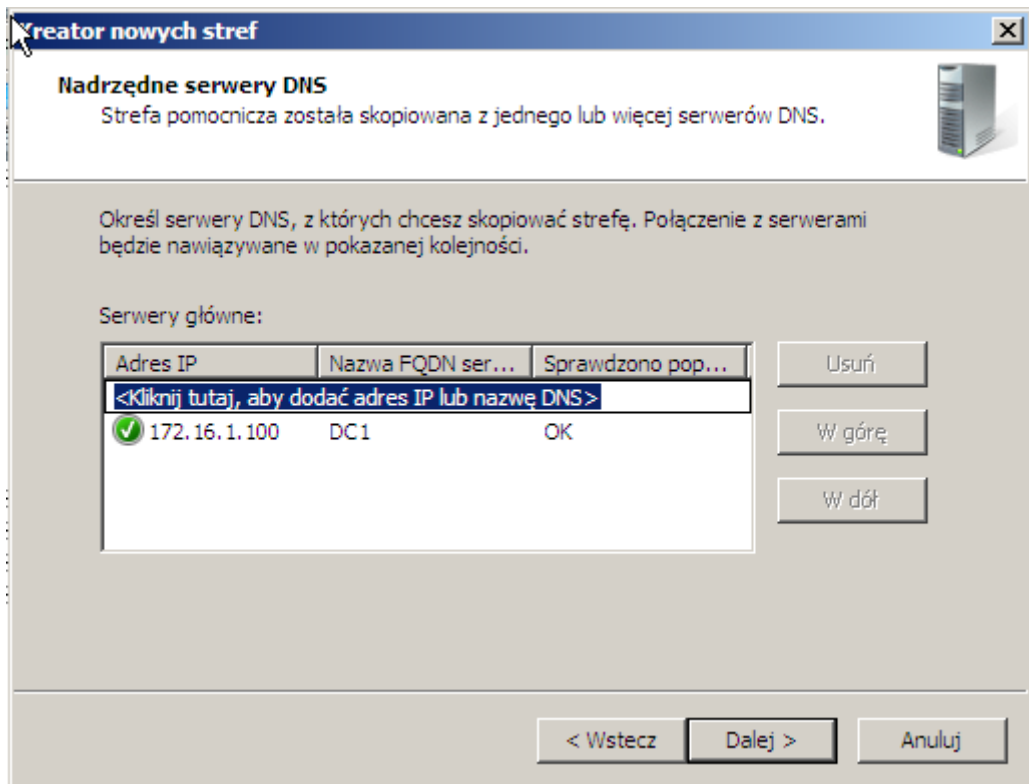 Kreator nowych stref
Nadrzędne serwery DNS
Strefa pomocnicza została skopiowana z jednego lub więcej serwerów DNS.
Określ serwery DNS, z których chcesz skopiować strefę. Połączenie z serwerami
będzie nawiązywane w pokazanej kolejności.
Serwery główne:
Adres IP Nazwa FQDN ser... Sprawdzono pop...
<Kliknij tutaj, aby dodać adres IP lub nazwę DNS>
172.16.1.100 DC1 OK
Usuń
W górę
W dół
< Wstecz Dalej > Anuluj